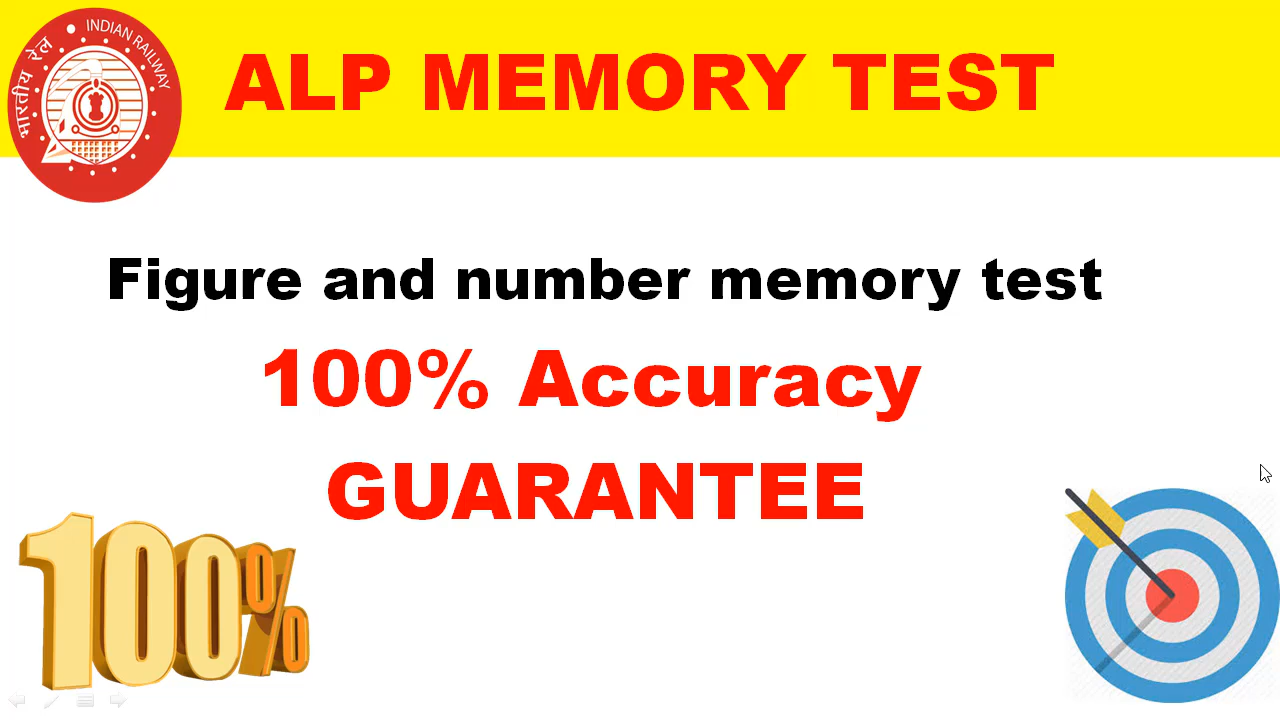 भारतीय रेल
INDIAN RAILWAY
ALP MEMORY TEST
Figure and number memory test
100% Accuracy
GUARANTEE
100%